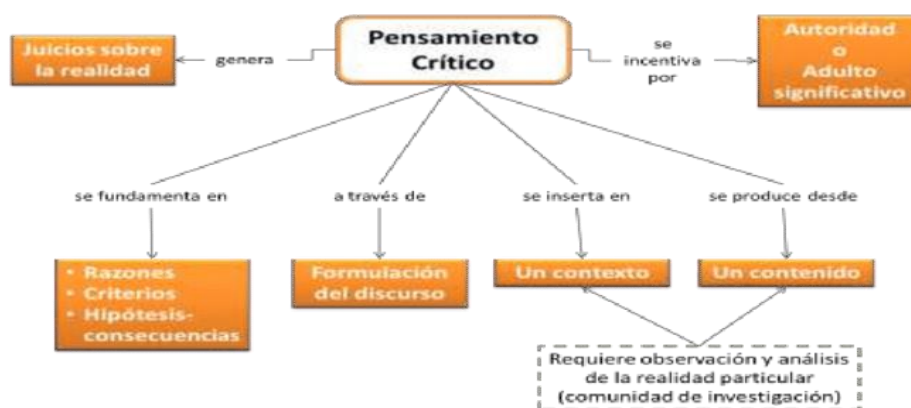 Pensamiento
Crítico
Juicios sobre
la realidad
genera
se
incentiva
por
Autoridad
o
Adulto
significativo
se fundamenta en
a través de
se inserta en
se produce desde
• Razones
• Criterios
• Hipótesis-
consecuencias
Formulación
del discurso
Un contexto
Un contenido
Requiere observación y análisis
de la realidad particular
(comunidad de investigación)